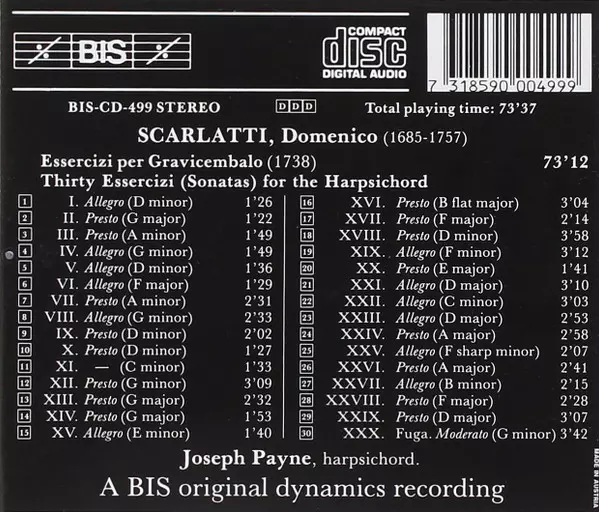 BIS
COMPACT
disc
DIGITAL AUDIO
7 318590 004999
BIS-CD-499 STEREO
DDD
Total playing time: 73'37
SCARLATTI, Domenico (1685-1757)
Essercizi per Gravicembalo (1738) 73'12
Thirty Essercizi (Sonatas) for the Harpsichord
1 I. Allegro (D minor) 1'26
2 II. Presto (G major) 1'22
3 III. Presto (A minor) 1'49
4 IV. Allegro (G minor) 1'49
5 V. Allegro (D minor) 1'36
6 VI. Allegro (F major) 1'29
7 VII. Presto (A minor) 2'31
8 VIII. Allegro (G minor) 2'33
9 IX. Presto (D minor) 2'02
10 X. Presto (D minor) 1'27
11 XI. — (C minor) 1'33
12 XII. Presto (G minor) 3'09
13 XIII. Presto (G major) 2'32
14 XIV. Presto (G major) 1'53
15 XV. Allegro (E minor) 1'40
16 XVI. Presto (B flat major) 3'04
17 XVII. Presto (F major) 2'14
18 XVIII. Presto (D minor) 3'58
19 XIX. Allegro (F minor) 3'12
20 XX. Presto (E major) 1'41
21 XXI. Allegro (D major) 3'10
22 XXII. Allegro (C minor) 3'03
23 XXIII. Allegro (D major) 2'53
24 XXIV. Presto (A major) 2'58
25 XXV. Allegro (F sharp minor) 2'07
26 XXVI. Presto (A major) 2'41
27 XXVII. Allegro (B minor) 2'15
28 XXVIII. Presto (F major) 2'28
29 XXIX. Presto (D major) 3'07
30 XXX. Fuga. Moderato (G minor) 3'42
Joseph Payne, harpsichord.
A BIS original dynamics recording
MADE IN AUSTRIA